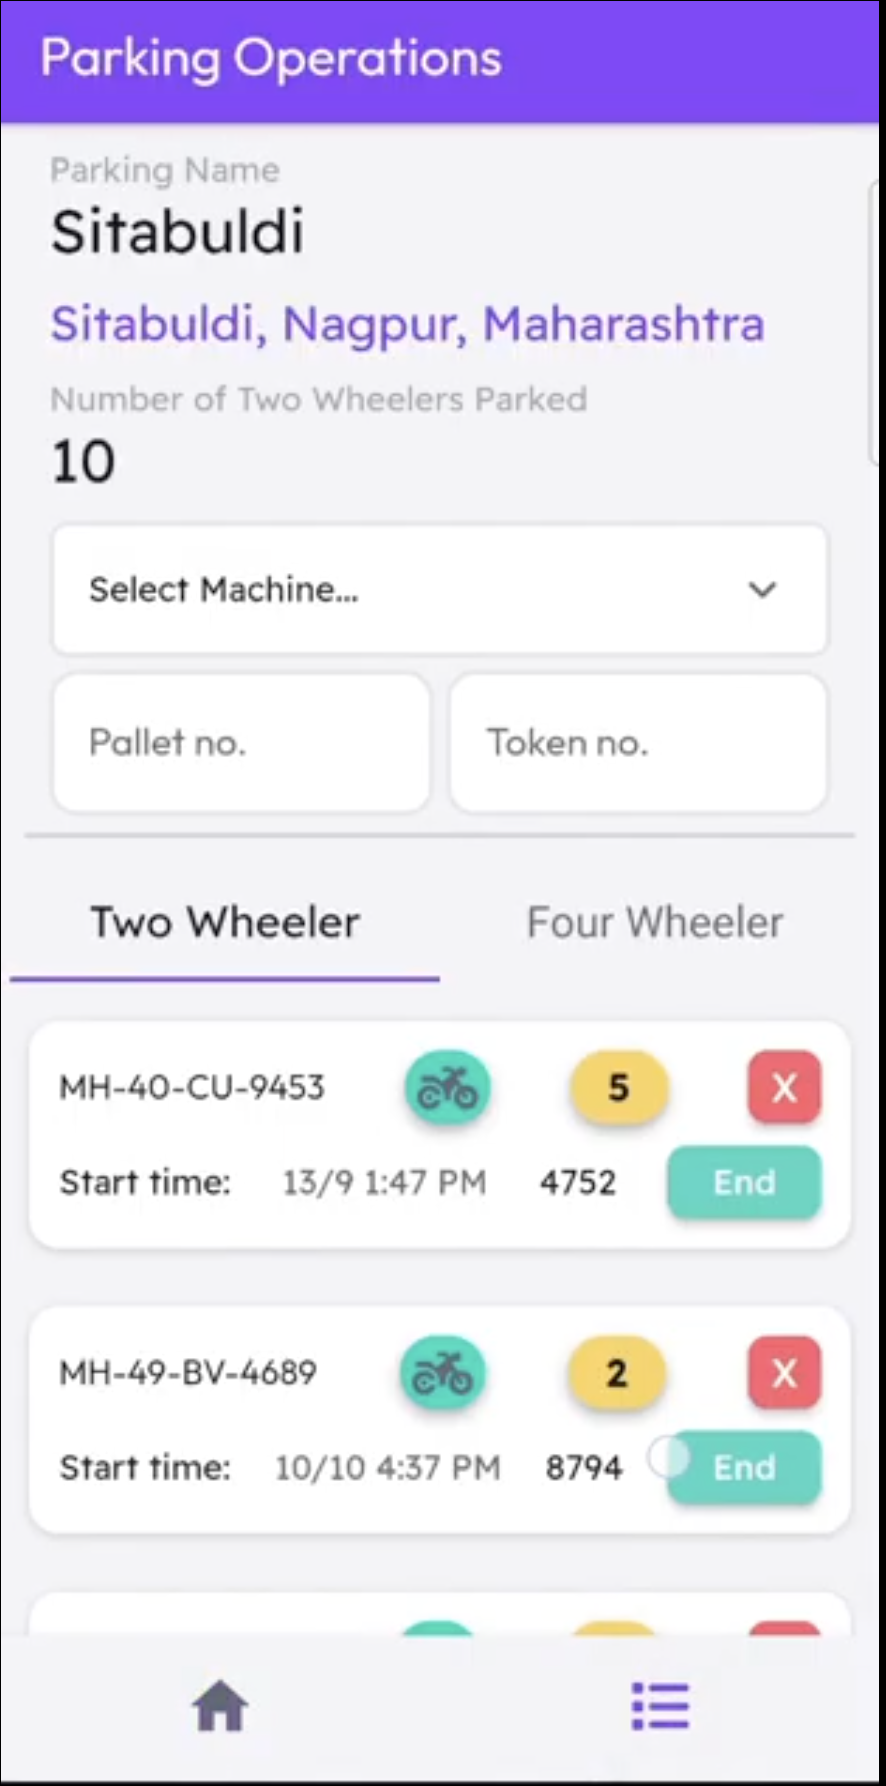 Parking Operations
Parking Name
Sitabuldi
Sitabuldi, Nagpur, Maharashtra
Number of Two Wheelers Parked
10
Select Machine...
Pallet no. Token no.
Two Wheeler Four Wheeler
MH-40-CU-9453 5 X
Start time: 13/9 1:47 PM 4752 End
MH-49-BV-4689 2 X
Start time: 10/10 4:37 PM 8794 End